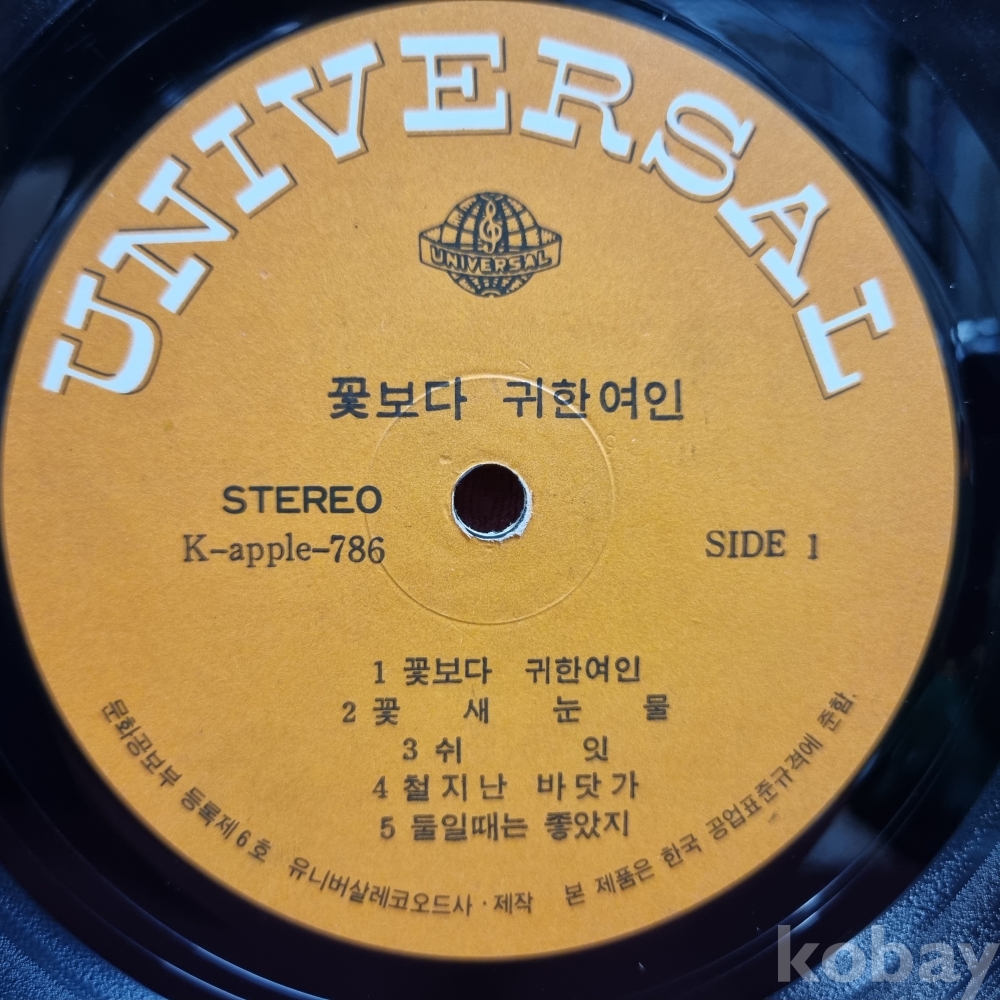 UNIVERSAL
UNIVERSAL
꽃보다 귀한여인
STEREO
K-apple-786
SIDE 1
1 꽃보다 귀한여인
2 꽃 새 눈 물
3 쉬 잇
4 철지난 바닷가
5 둘일때는 좋았지
문화공보부 등록제6호 유니버살레코오드사·제작 본 제품은 한국 공업표준규격에 준함.
kobay